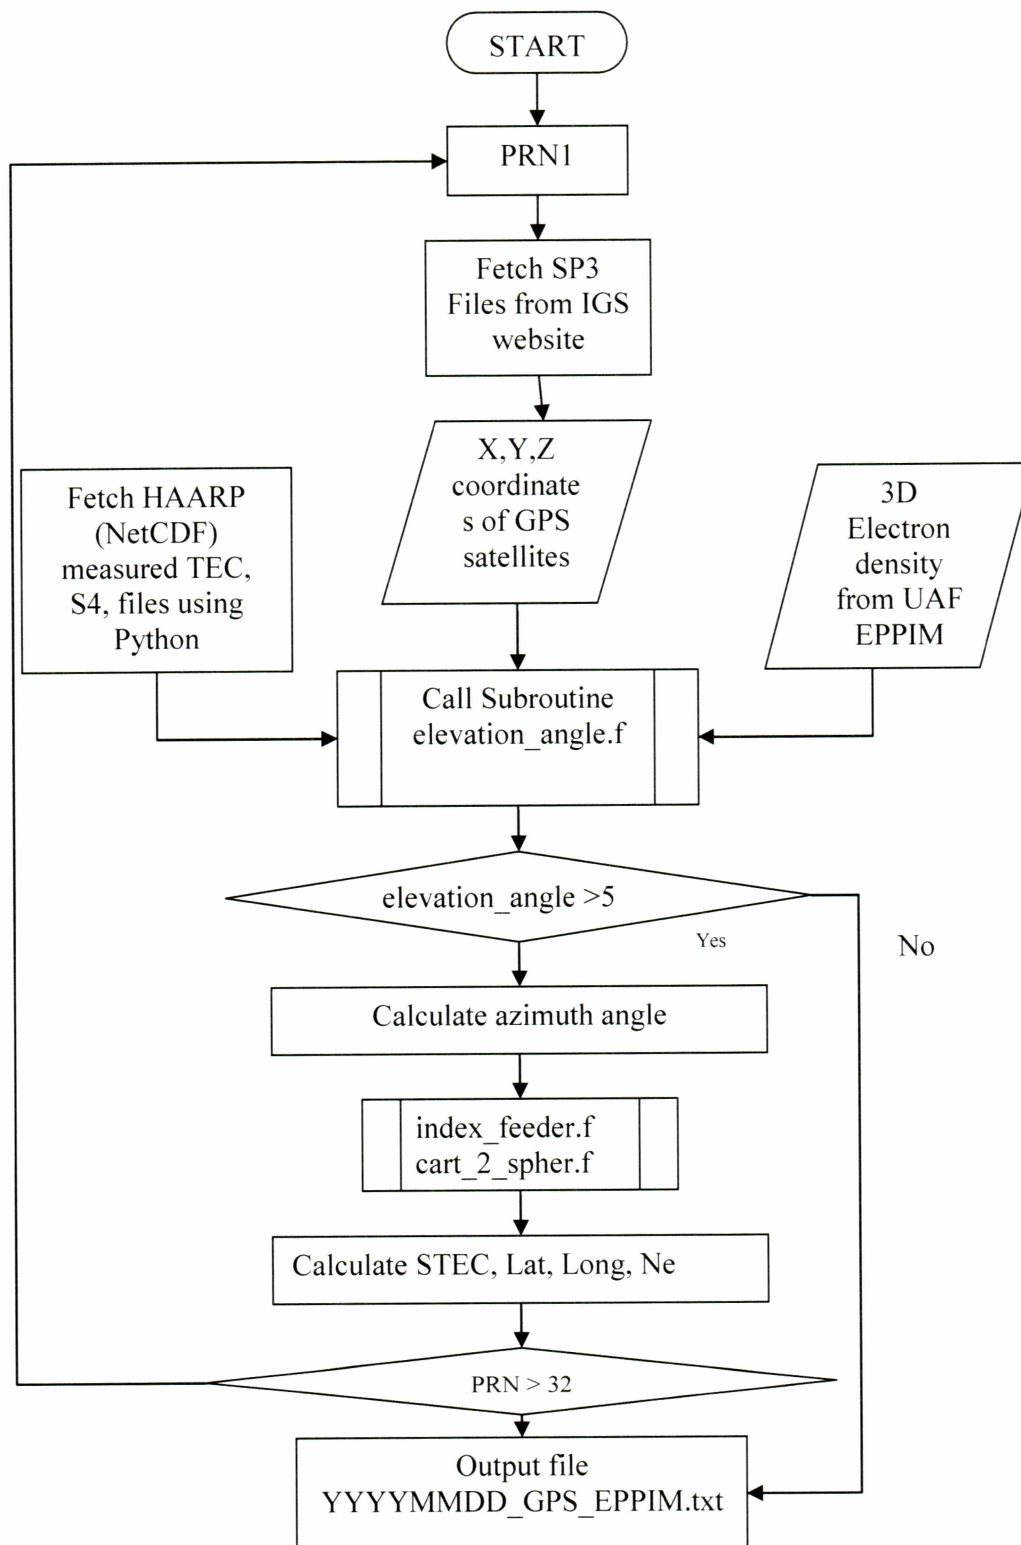 START
PRN1
Fetch SP3
Files from IGS
website
X,Y,Z
coordinate
s of GPS
satellites
Fetch HAARP
(NetCDF)
measured TEC,
S4, files using
Python
3D
Electron
density
from UAF
EPPIM
Call Subroutine
elevation_angle.f
elevation_angle >5
Yes
No
Calculate azimuth angle
index_feeder.f
cart_2_spher.f
Calculate STEC, Lat, Long, Ne
PRN > 32
Output file
YYYYMMDD_GPS_EPPIM.txt